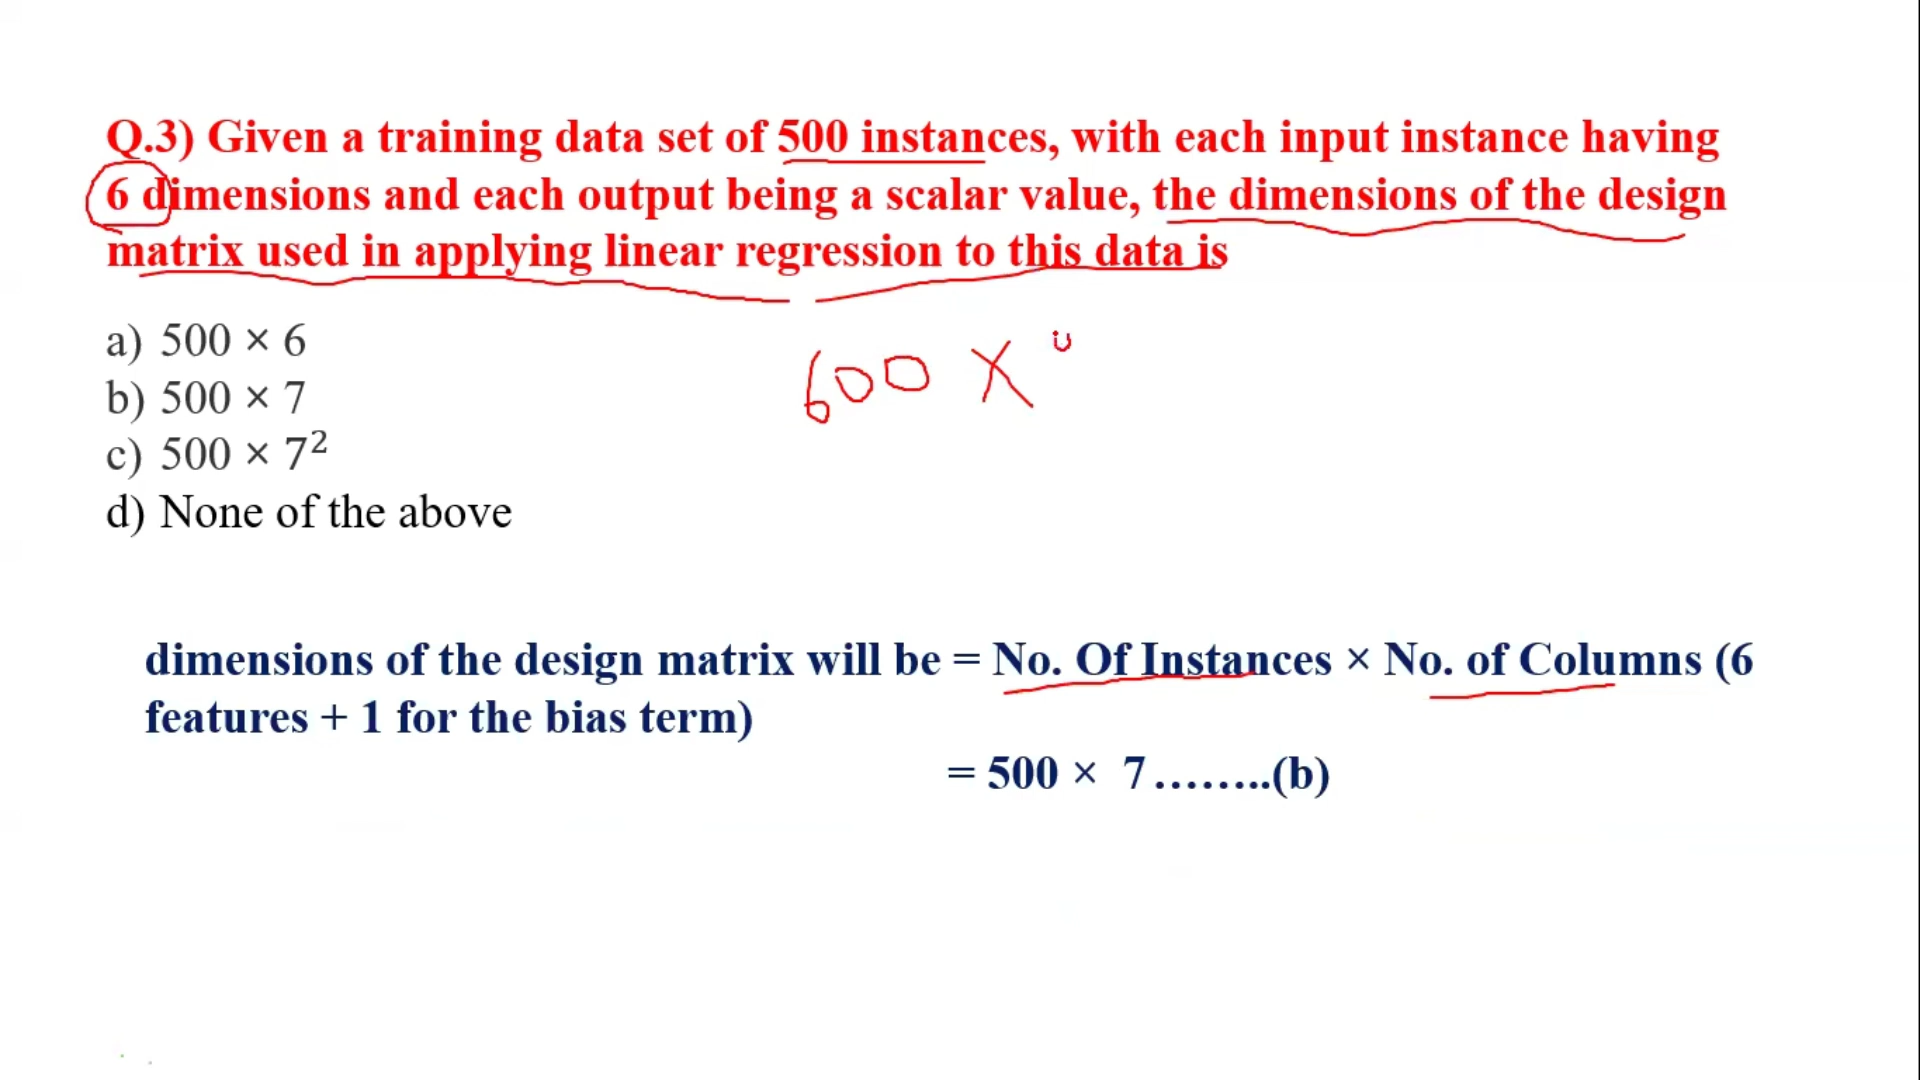 Q.3) Given a training data set of 500 instances, with each input instance having
6 dimensions and each output being a scalar value, the dimensions of the design
matrix used in applying linear regression to this data is
a) 500 × 6
b) 500 × 7
c) 500 × 7²
d) None of the above
600 X
dimensions of the design matrix will be = No. Of Instances × No. of Columns (6
features + 1 for the bias term)
= 500 × 7........(b)